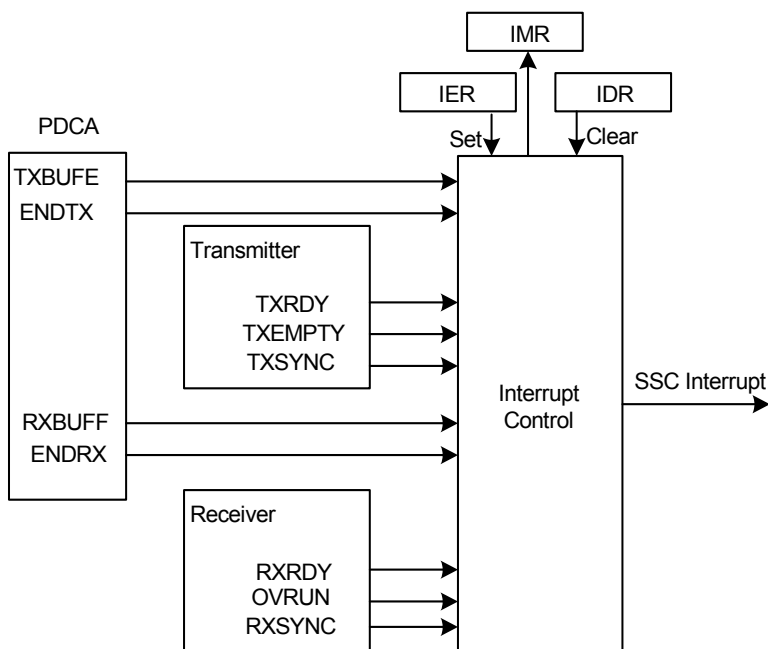 IMR
IER
IDR
PDCA
Set
Clear
TXBUFE
ENDTX
Transmitter
TXRDY
TXEMPTY
TXSYNC
SSC Interrupt
Interrupt
Control
RXBUFF
ENDRX
Receiver
RXRDY
OVRUN
RXSYNC